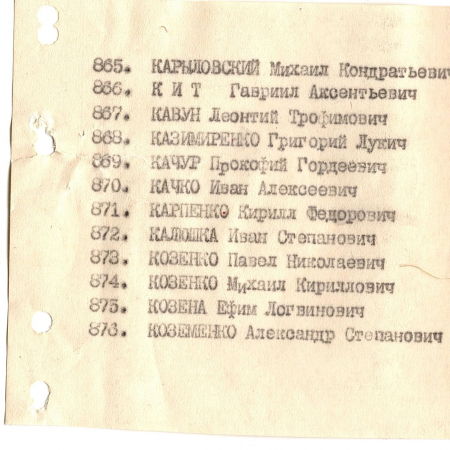 865. КАРЫЛОВСКИЙ Михаил Кондратьевич
866. К И Т Гавриил Аксентьевич
867. КАВУН Леонтий Трофимович
868. КАЗИМИРЕНКО Григорий Лукич
869. КАЧУР Прокофий Гордеевич
870. КАЧКО Иван Алексеевич
871. КАРПЕНКО Кирилл Федорович
872. КАЛЮШКА Иван Степанович
873. КОЗЕНКО Павел Николаевич
874. КОЗЕНКО Михаил Кириллович
875. КОЗЕНА Ефим Логвинович
876. КОЗЕМЕНКО Александр Степанович